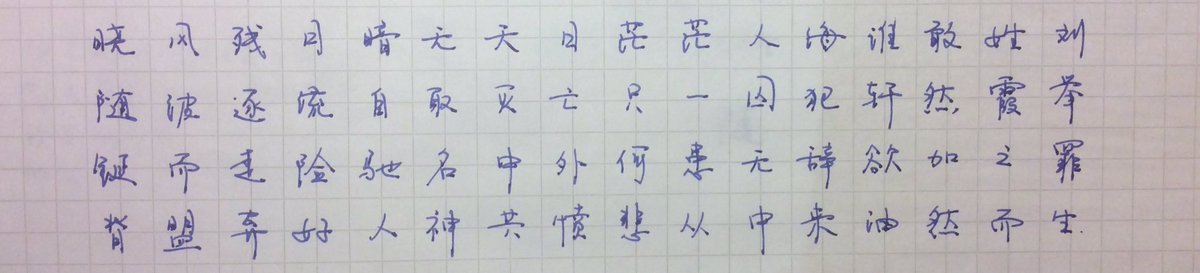 晓风残月暗无天日茫茫人海谁敢姓刘
随波逐流自取灭亡只一囚犯轩然霞举
铤而走险驰名中外何患无辞欲加之罪
背盟弃好人神共愤悲从中来油然而生.